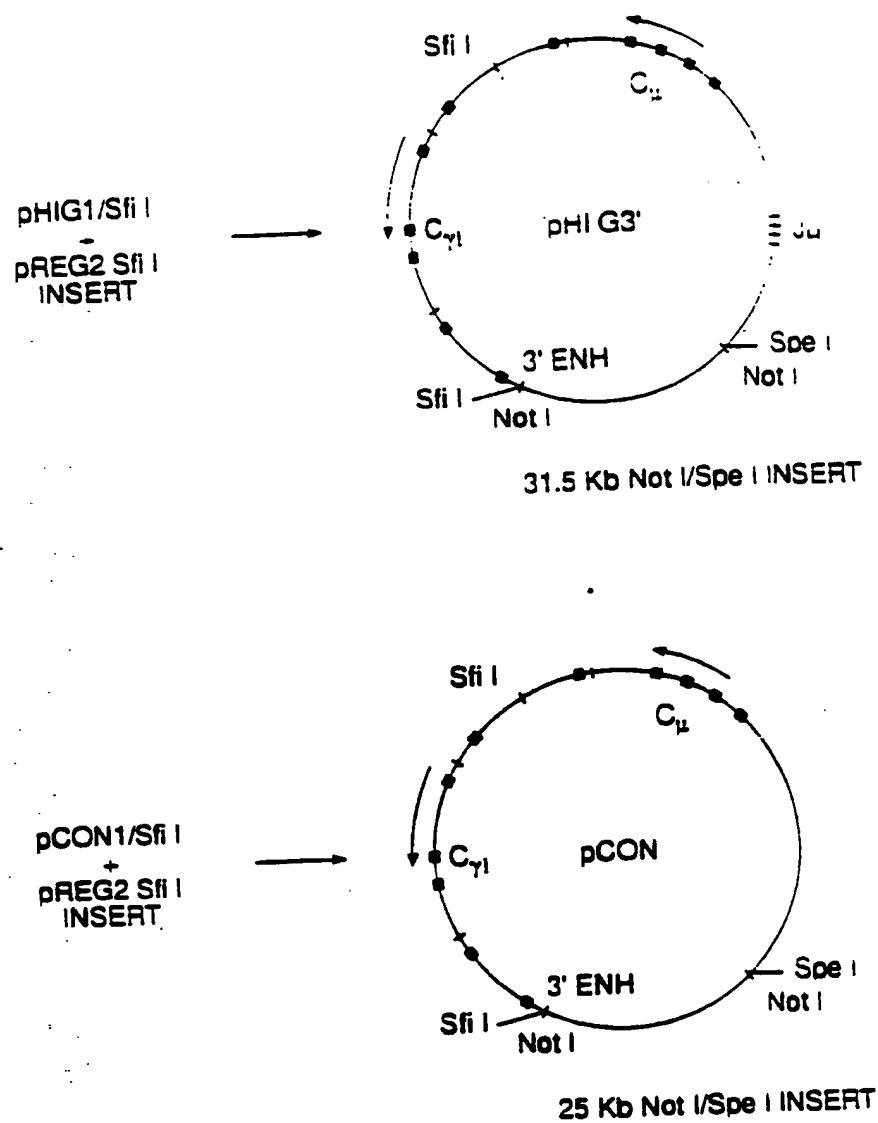 Sfi I
Cμ
pHIG1/Sfi I
+
pREG2 Sfi I
INSERT
Cγ1
pHIG3'
3' ENH
Spe I
Not I
Sfi I
Not I
31.5 Kb Not I/Spe I INSERT
Sfi I
Cμ
pCON1/Sfi I
+
pREG2 Sfi I
INSERT
Cγ1
pCON
3' ENH
Spe I
Not I
Sfi I
Not I
25 Kb Not I/Spe I INSERT